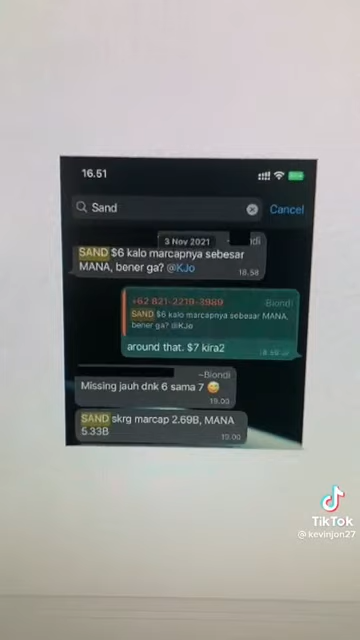 16.51
Sand
Cancel
3 Nov 2021
SAND $6 kalo marcapnya sebesar
MANA, bener ga? @KJo
16.58
+62 821-2219-3989
~Biondi
SAND $6 kalo marcapnya sebesar MANA,
bener ga? @KJo
around that. $7 kira2
~Biondi
Missing jauh dnk 6 sama 7 😅
19.00
SAND skrg marcap 2.69B, MANA
5.33B
19.00
TikTok
@kevinjon27